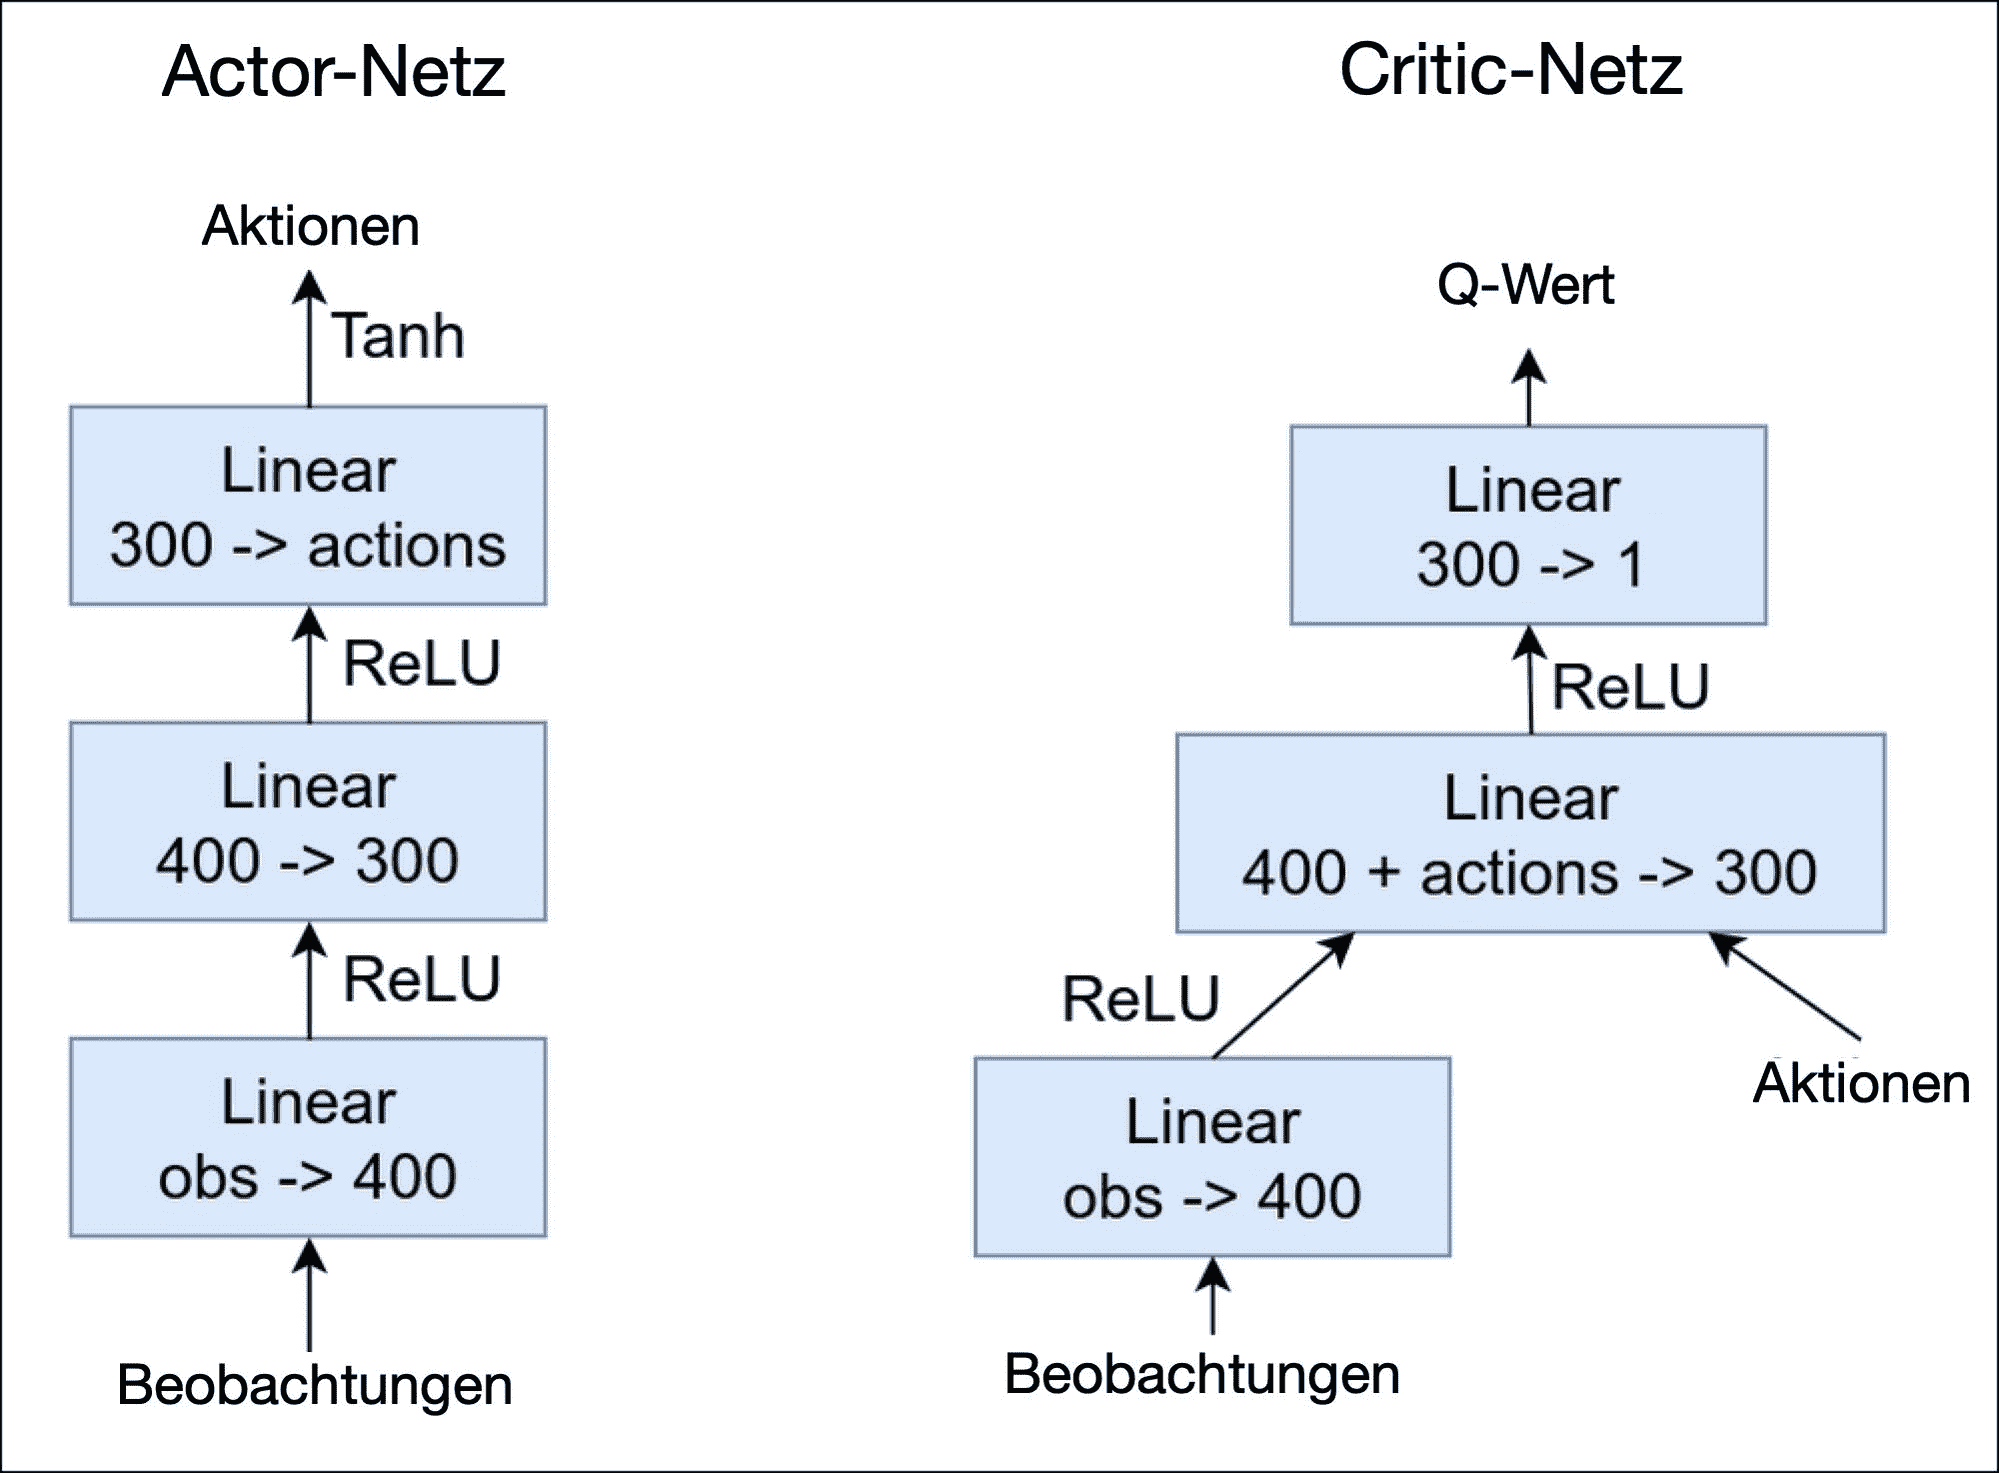 Actor-Netz
Aktionen
Tanh
Linear
300 -> actions
ReLU
Linear
400 -> 300
ReLU
Linear
obs -> 400
Beobachtungen
Critic-Netz
Q-Wert
Linear
300 -> 1
ReLU
Linear
400 + actions -> 300
ReLU
Aktionen
Linear
obs -> 400
Beobachtungen